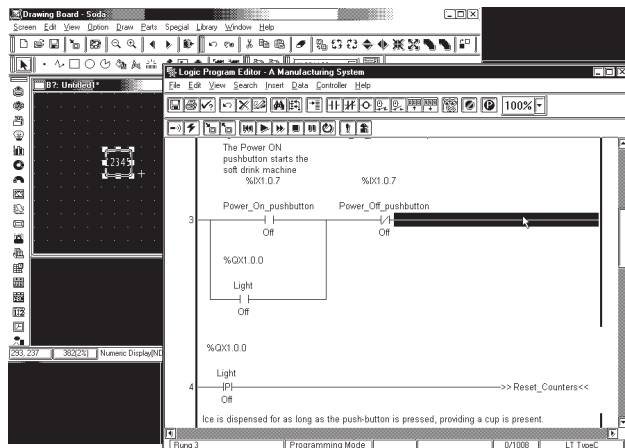 Drawing Board - Soda
Screen Edit View Option Draw Parts Special Library Window Help
B?: Untitled1*
12345
293, 237 382(2%) Numeric Display[ND
Logic Program Editor - A Manufacturing System
File Edit View Search Insert Data Controller Help
100%
The Power ON
pushbutton starts the
soft drink machine
%IX1.0.7 %IX1.0.7
Power_On_pushbutton Power_Off_pushbutton
3
Off Off
%QX1.0.0
Light
Off
%QX1.0.0
Light
4 P >> Reset_Counters<<
Off
Ice is dispensed for as long as the push-button is pressed, providing a cup is present.
Rung 3 Programming Mode 0/1008 LT TypeC